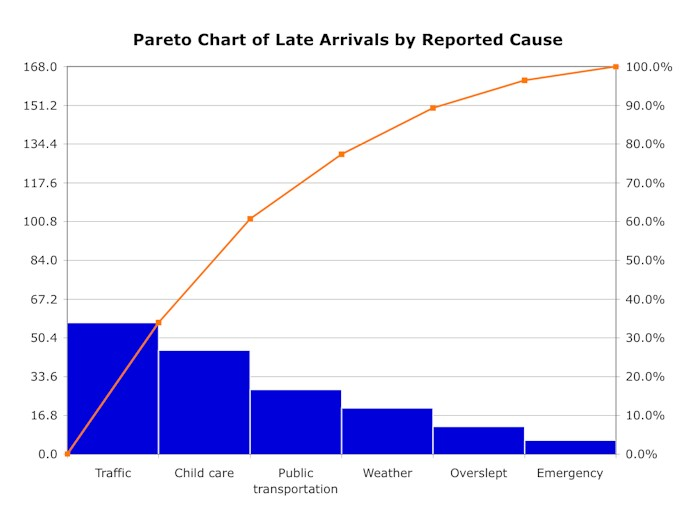 Pareto Chart of Late Arrivals by Reported Cause
168.0
151.2
134.4
117.6
100.8
84.0
67.2
50.4
33.6
16.8
0.0
100.0%
90.0%
80.0%
70.0%
60.0%
50.0%
40.0%
30.0%
20.0%
10.0%
0.0%
Traffic
Child care
Public
transportation
Weather
Overslept
Emergency